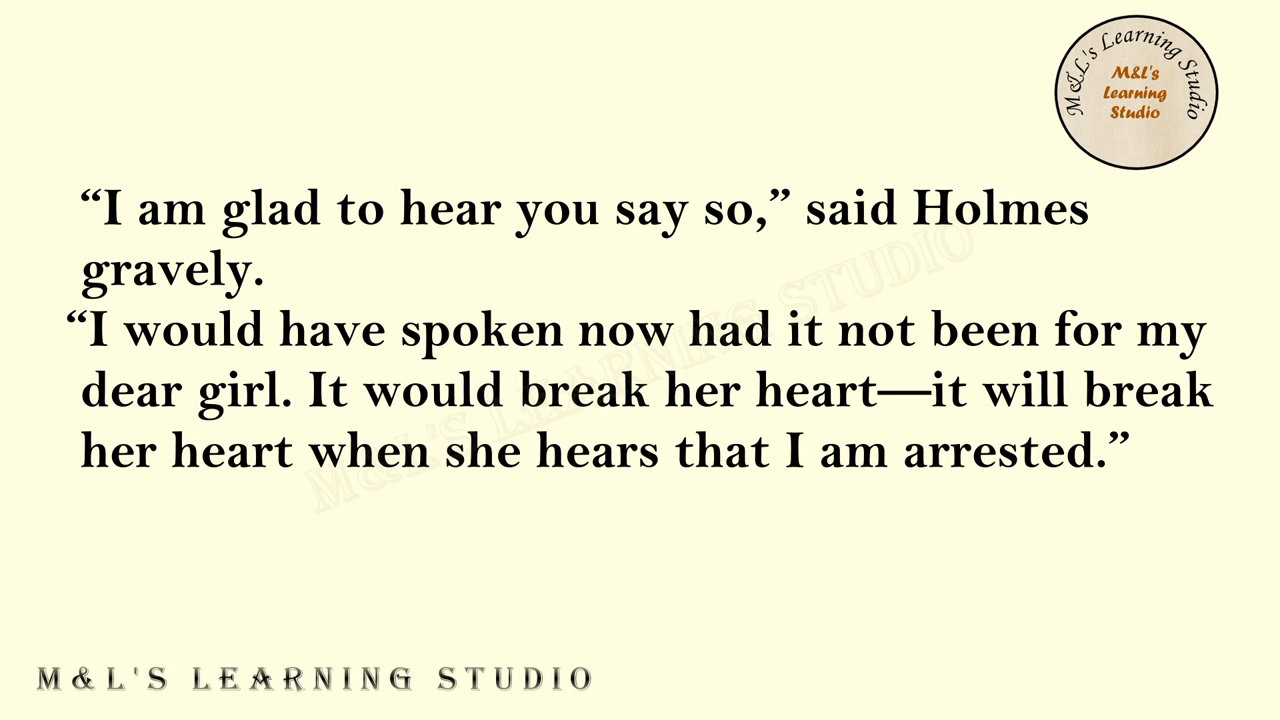 M&L's Learning Studio
M&L's
Learning
Studio
“I am glad to hear you say so,” said Holmes
gravely.
“I would have spoken now had it not been for my
dear girl. It would break her heart—it will break
her heart when she hears that I am arrested.”
M&L'S LEARNING STUDIO
M&L'S LEARNING STUDIO